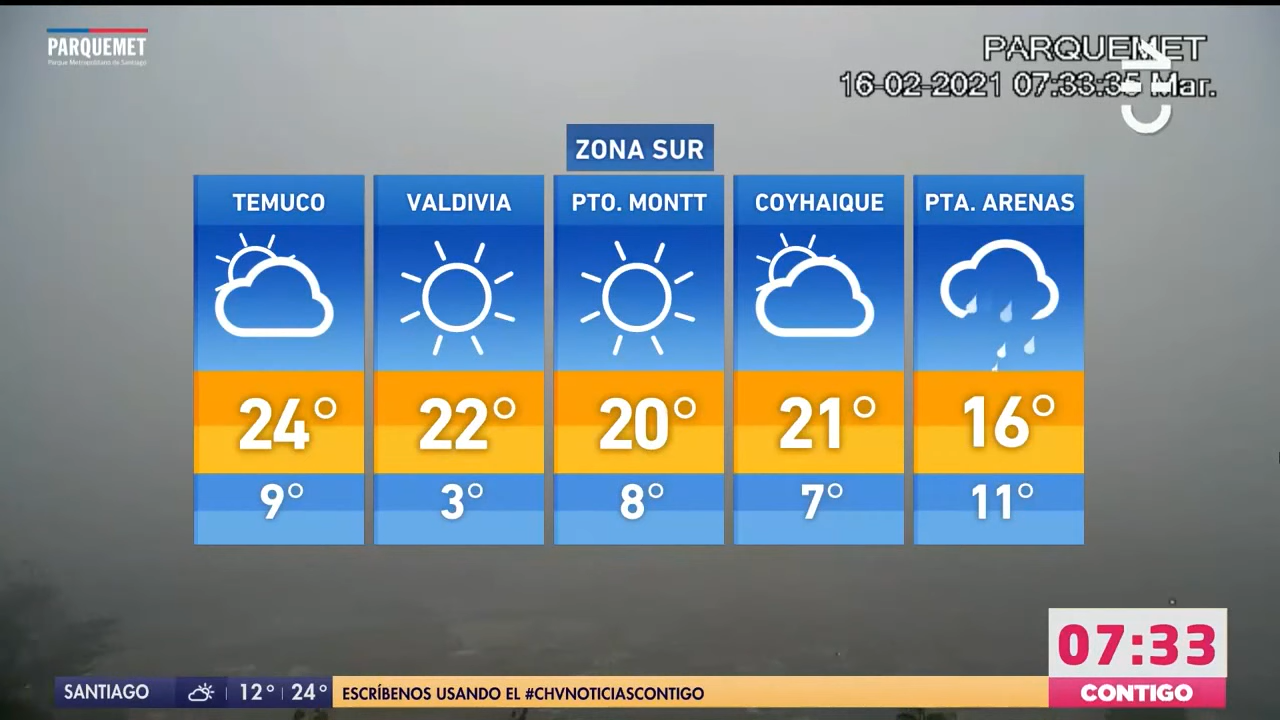 PARQUEMET
Parque Metropolitano de Santiago
PARQUEMET
16-02-2021 07:33:35 Mar.
ZONA SUR
TEMUCO
VALDIVIA
PTO. MONTT
COYHAIQUE
PTA. ARENAS
24°
22°
20°
21°
16°
9°
3°
8°
7°
11°
07:33
CONTIGO
SANTIAGO
12° 24°
ESCRÍBENOS USANDO EL #CHVNOTICIASCONTIGO